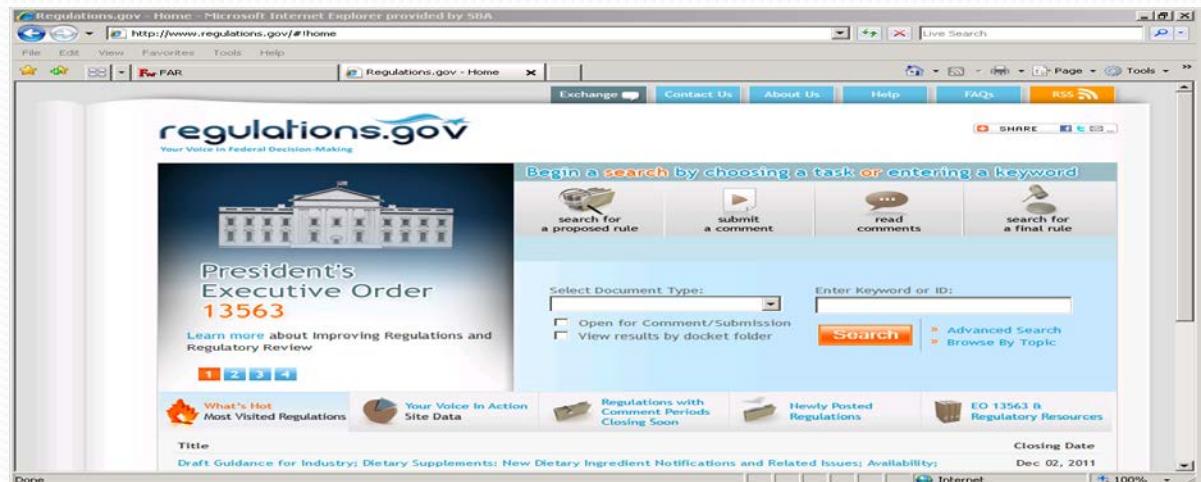 Regulations.gov - Home - Microsoft Internet Explorer provided by SBA
http://www.regulations.gov/#!home
Live Search
File Edit View Favorites Tools Help
FAR
Regulations.gov - Home
Page Tools
Exchange Contact Us About Us Help FAQs RSS
regulations.gov
Your Voice in Federal Decision-Making
SHARE
Begin a search by choosing a task or entering a keyword
search for a proposed rule
submit a comment
read comments
search for a final rule
President's
Executive Order
13563
Learn more about Improving Regulations and
Regulatory Review
1 2 3 4
Select Document Type:
Enter Keyword or ID:
Open for Comment/Submission
View results by docket folder
Search
» Advanced Search
» Browse By Topic
What's Hot
Most Visited Regulations
Your Voice In Action
Site Data
Regulations with
Comment Periods
Closing Soon
Newly Posted
Regulations
EO 13563 &
Regulatory Resources
Title Closing Date
Draft Guidance for Industry; Dietary Supplements: New Dietary Ingredient Notifications and Related Issues; Availability; Dec 02, 2011
Done Internet 100%